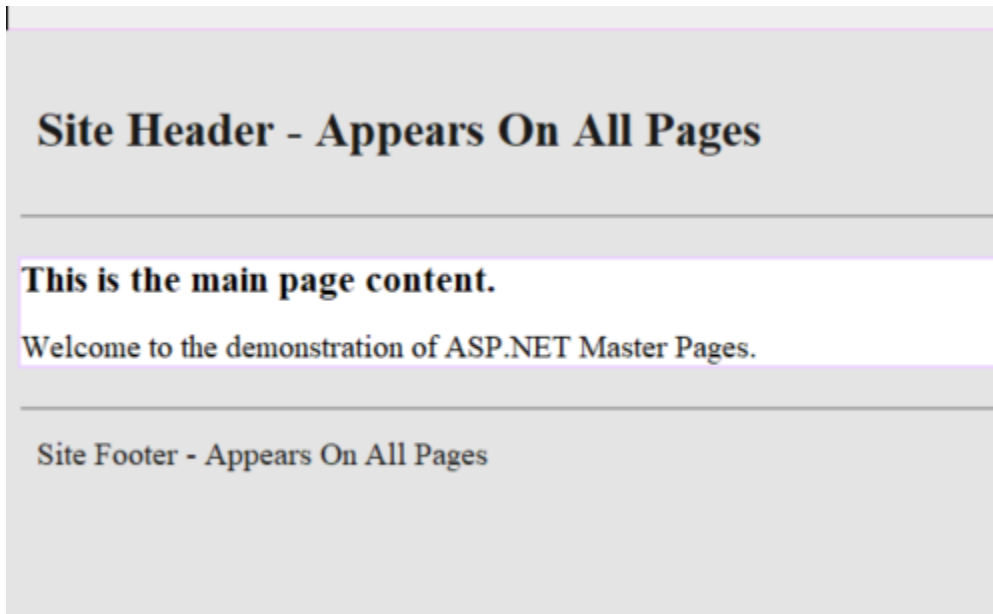 Site Header - Appears On All Pages
This is the main page content.
Welcome to the demonstration of ASP.NET Master Pages.
Site Footer - Appears On All Pages